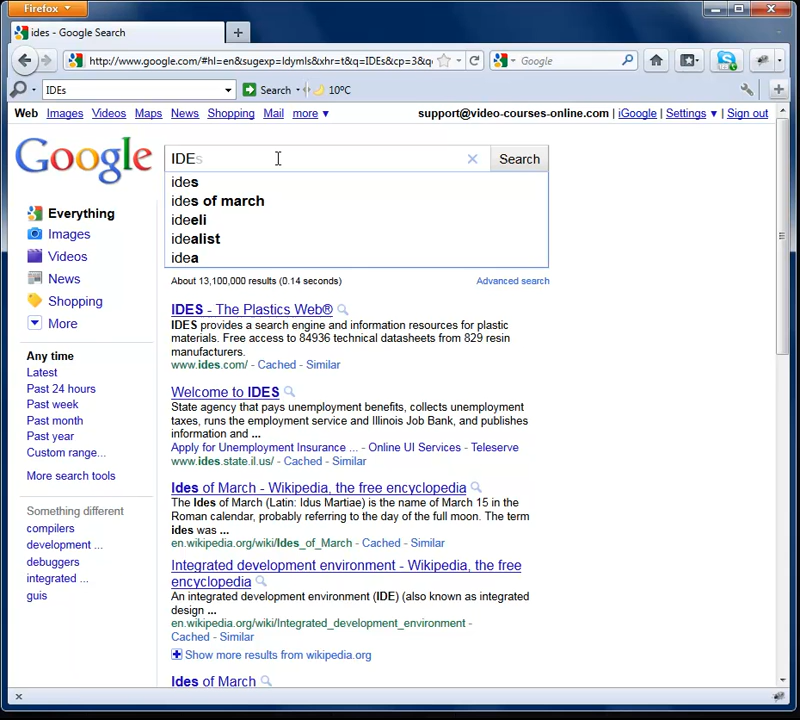 Firefox
ides - Google Search
http://www.google.com/#hl=en&sugexp=ldymls&xhr=t&q=IDEs&cp=3&qe
Google
IDEs
Search
10ºC
Web Images Videos Maps News Shopping Mail more ▼
support@video-courses-online.com | iGoogle | Settings ▼ | Sign out
Google
IDEs
Search
ides
ides of march
ideeli
idealist
idea
About 13,100,000 results (0.14 seconds)
Advanced search
Everything
Images
Videos
News
Shopping
More
Any time
Latest
Past 24 hours
Past week
Past month
Past year
Custom range...
More search tools
Something different
compilers
development ...
debuggers
integrated ...
guis
IDES - The Plastics Web®
IDES provides a search engine and information resources for plastic
materials. Free access to 84936 technical datasheets from 829 resin
manufacturers.
www.ides.com/ - Cached - Similar
Welcome to IDES
State agency that pays unemployment benefits, collects unemployment
taxes, runs the employment service and Illinois Job Bank, and publishes
information and ...
Apply for Unemployment Insurance ... - Online UI Services - Teleserve
www.ides.state.il.us/ - Cached - Similar
Ides of March - Wikipedia, the free encyclopedia
The Ides of March (Latin: Idus Martiae) is the name of March 15 in the
Roman calendar, probably referring to the day of the full moon. The term
ides was ...
en.wikipedia.org/wiki/Ides_of_March - Cached - Similar
Integrated development environment - Wikipedia, the free
encyclopedia
An integrated development environment (IDE) (also known as integrated
design ...
en.wikipedia.org/wiki/Integrated_development_environment -
Cached - Similar
Show more results from wikipedia.org
Ides of March